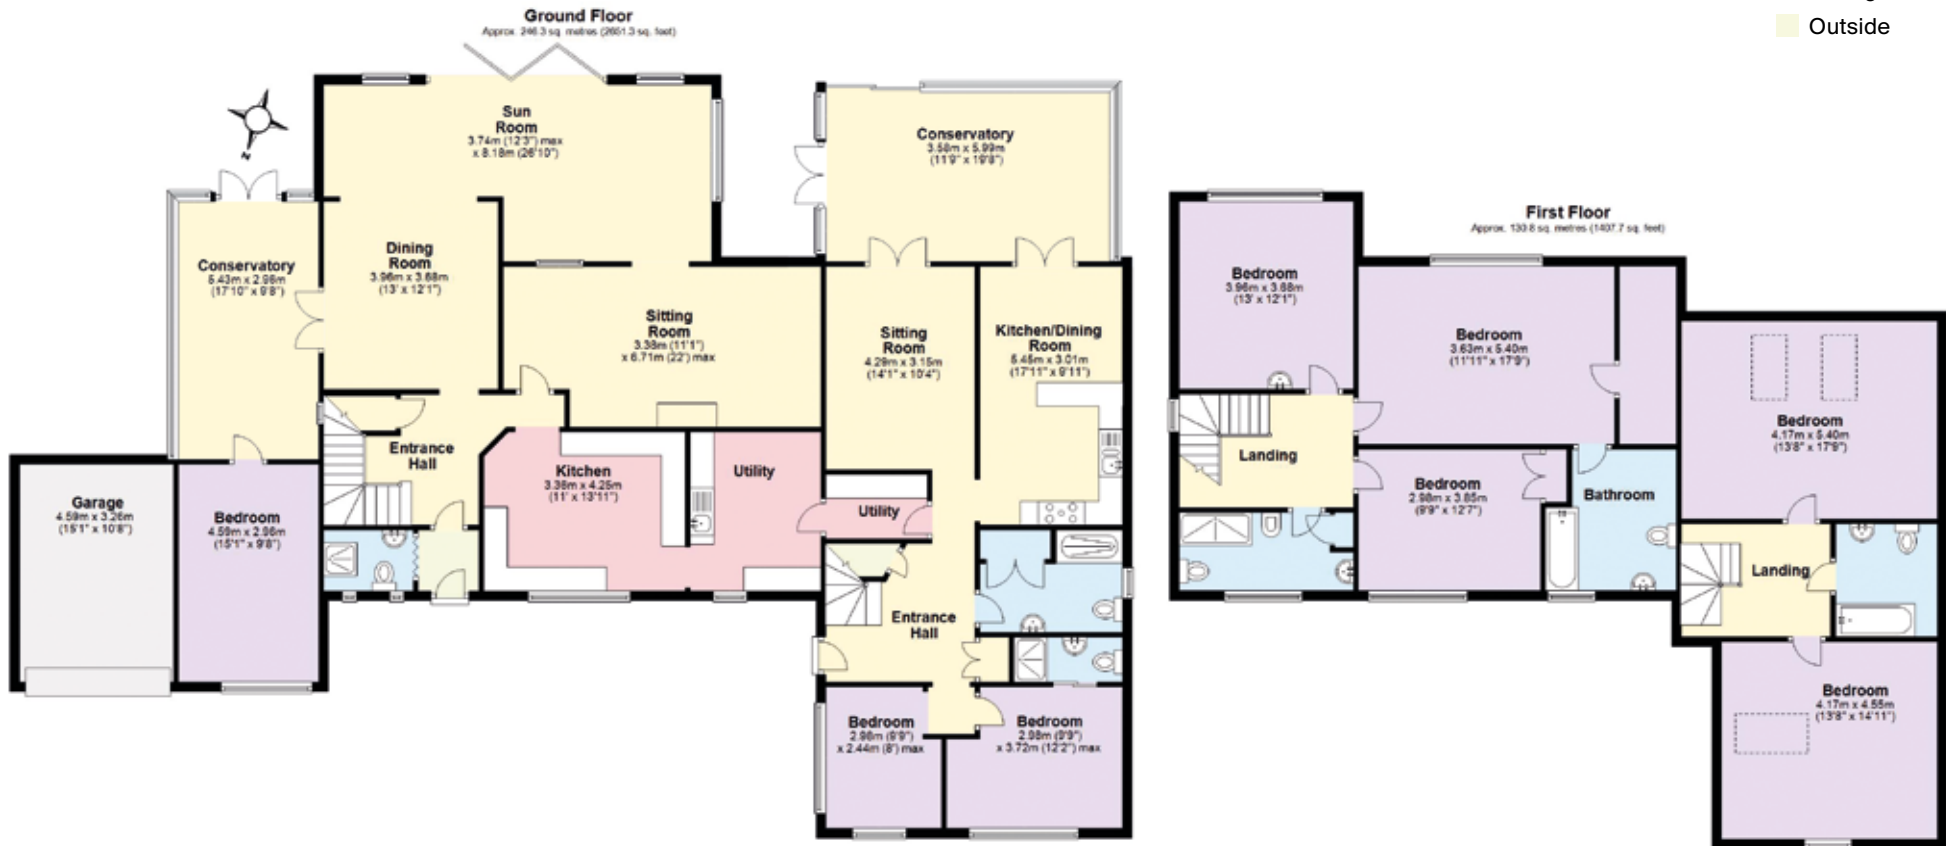 Outside
Ground Floor
Approx. 246.3 sq. metres (2651.3 sq. feet)
Sun
Room
3.74m (12'3") max
x 8.18m (26'10")
Conservatory
3.58m x 5.99m
(11'9" x 19'8")
N
Conservatory
5.43m x 2.96m
(17'10" x 9'8")
Dining
Room
3.96m x 3.68m
(13' x 12'1")
Sitting
Room
3.38m (11'1")
x 6.71m (22') max
Sitting
Room
4.29m x 3.15m
(14'1" x 10'4")
Kitchen/Dining
Room
5.45m x 3.01m
(17'11" x 9'11")
Entrance
Hall
Kitchen
3.36m x 4.25m
(11' x 13'11")
Utility
Utility
Garage
4.59m x 3.26m
(15'1" x 10'8")
Bedroom
4.59m x 2.96m
(15'1" x 9'8")
Entrance
Hall
Bedroom
2.98m (9'9")
x 2.44m (8') max
Bedroom
2.98m (9'9")
x 3.72m (12'2") max
First Floor
Approx. 130.8 sq. metres (1407.7 sq. feet)
Bedroom
3.96m x 3.68m
(13' x 12'1")
Bedroom
3.63m x 5.40m
(11'11" x 17'9")
Bedroom
4.17m x 5.40m
(13'8" x 17'9")
Landing
Bedroom
2.98m x 3.85m
(9'9" x 12'7")
Bathroom
Landing
Bedroom
4.17m x 4.55m
(13'8" x 14'11")